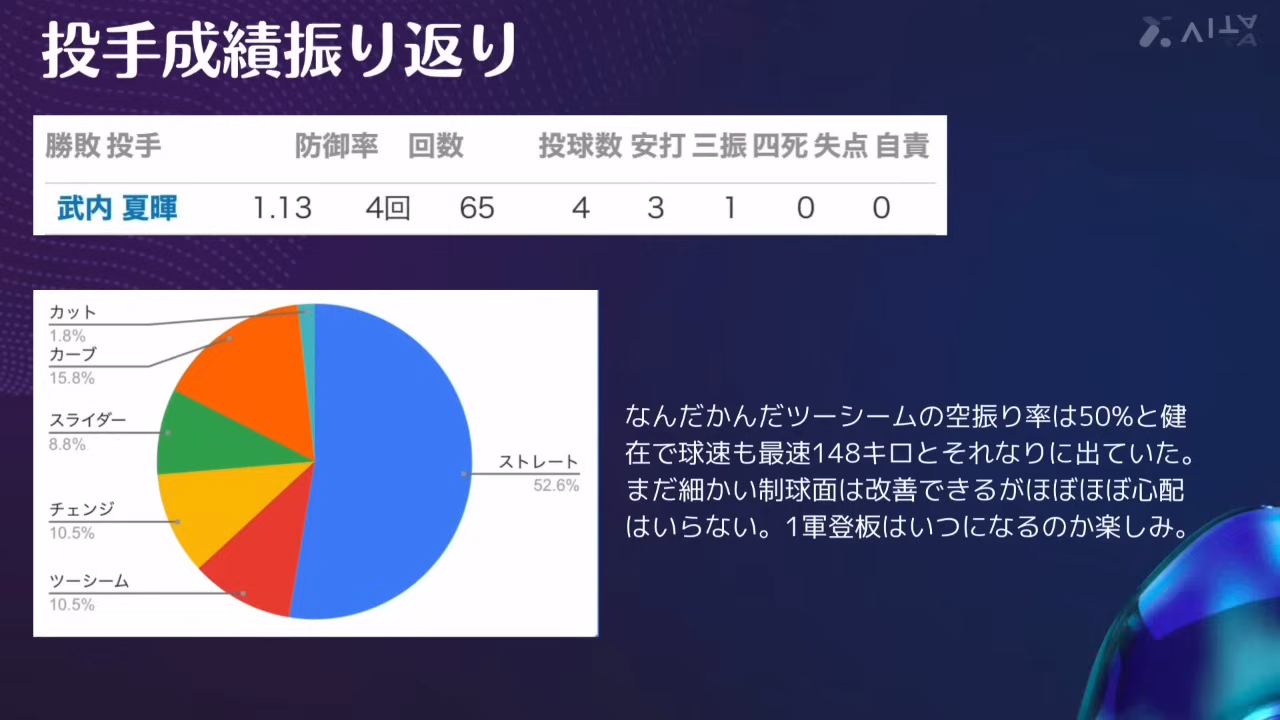 投手成績振り返り
勝敗 投手 防御率 回数 投球数 安打 三振 四死 失点 自責
武内 夏暉 1.13 4回 65 4 3 1 0 0
カット
1.8%
カーブ
15.8%
スライダー
8.8%
チェンジ
10.5%
ツーシーム
10.5%
ストレート
52.6%
なんだかんだツーシームの空振り率は50%と健
在で球速も最速148キロとそれなりに出ていた。
まだ細かい制球面は改善できるがほぼほぼ心配
はいらない。1軍登板はいつになるのか楽しみ。